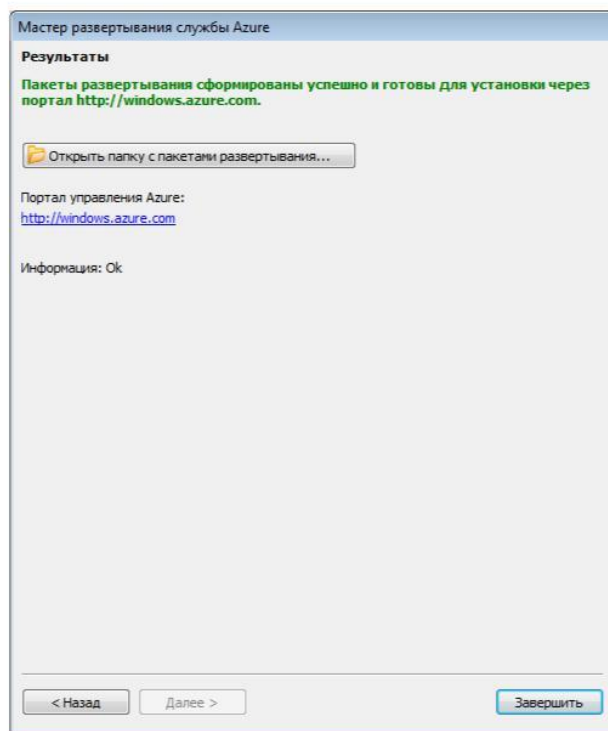 Мастер развертывания службы Azure
Результаты
Пакеты развертывания сформированы успешно и готовы для установки через
портал http://windows.azure.com.
Открыть папку с пакетами развертывания...
Портал управления Azure:
http://windows.azure.com
Информация: Ok
< Назад
Далее >
Завершить